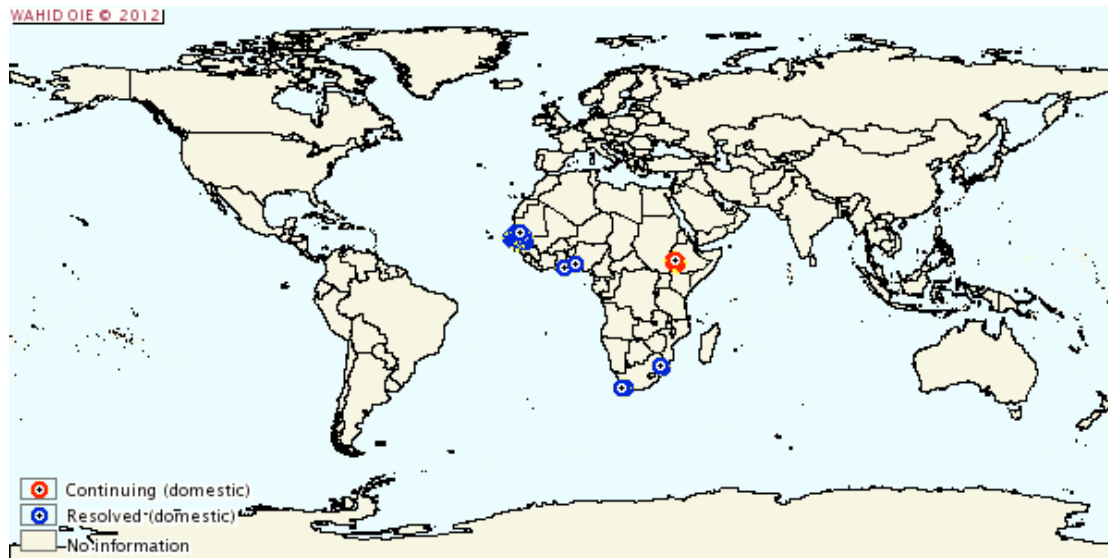 WAHID OIE © 2012
Continuing (domestic)
Resolved (domestic)
No information